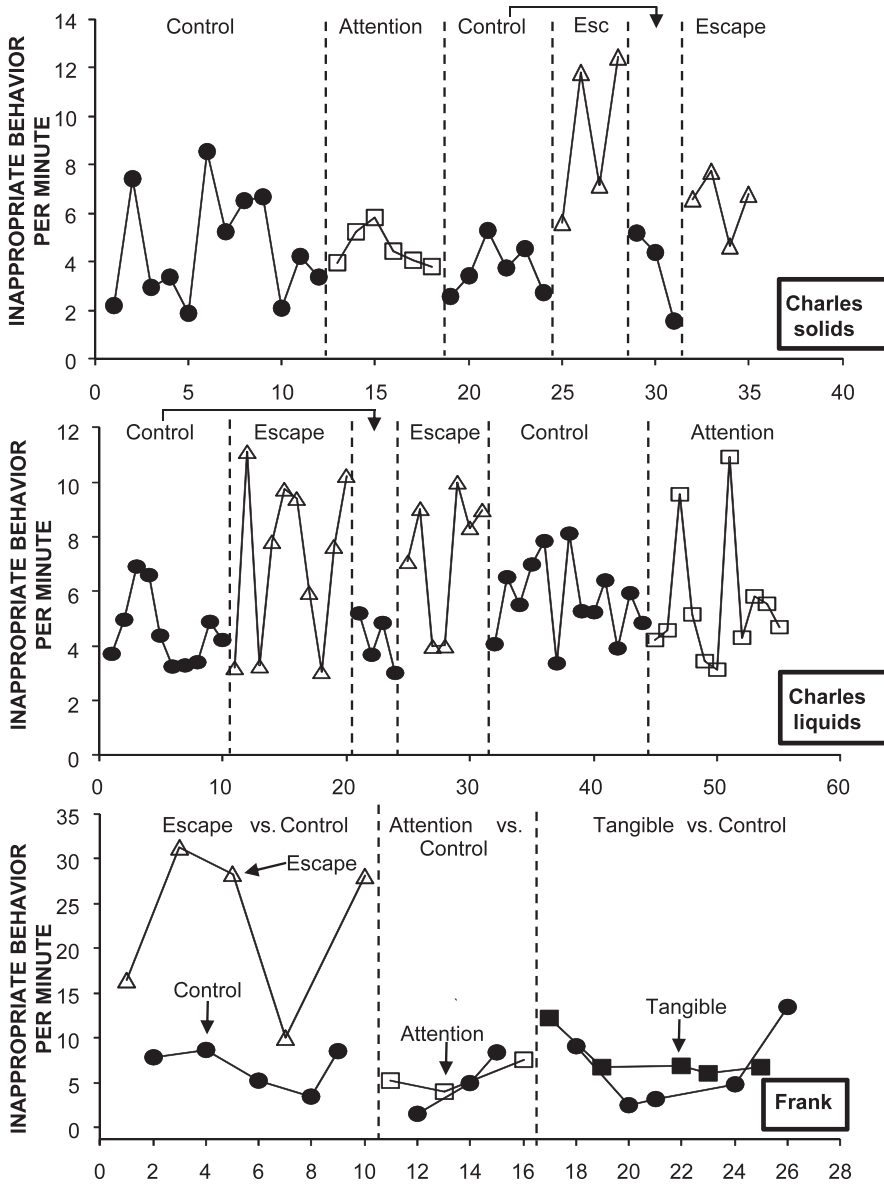 14
12
10
8
6
4
2
0
INAPPROPRIATE BEHAVIOR
PER MINUTE
Control
Attention
Control
Esc
Escape
Charles
solids
0 5 10 15 20 25 30 35 40
12
10
8
6
4
2
0
INAPPROPRIATE BEHAVIOR
PER MINUTE
Control
Escape
Escape
Control
Attention
Charles
liquids
0 10 20 30 40 50 60
35
30
25
20
15
10
5
0
INAPPROPRIATE BEHAVIOR
PER MINUTE
Escape vs. Control
Attention vs.
Control
Tangible vs. Control
Escape
Control
Attention
Tangible
Frank
0 2 4 6 8 10 12 14 16 18 20 22 24 26 28